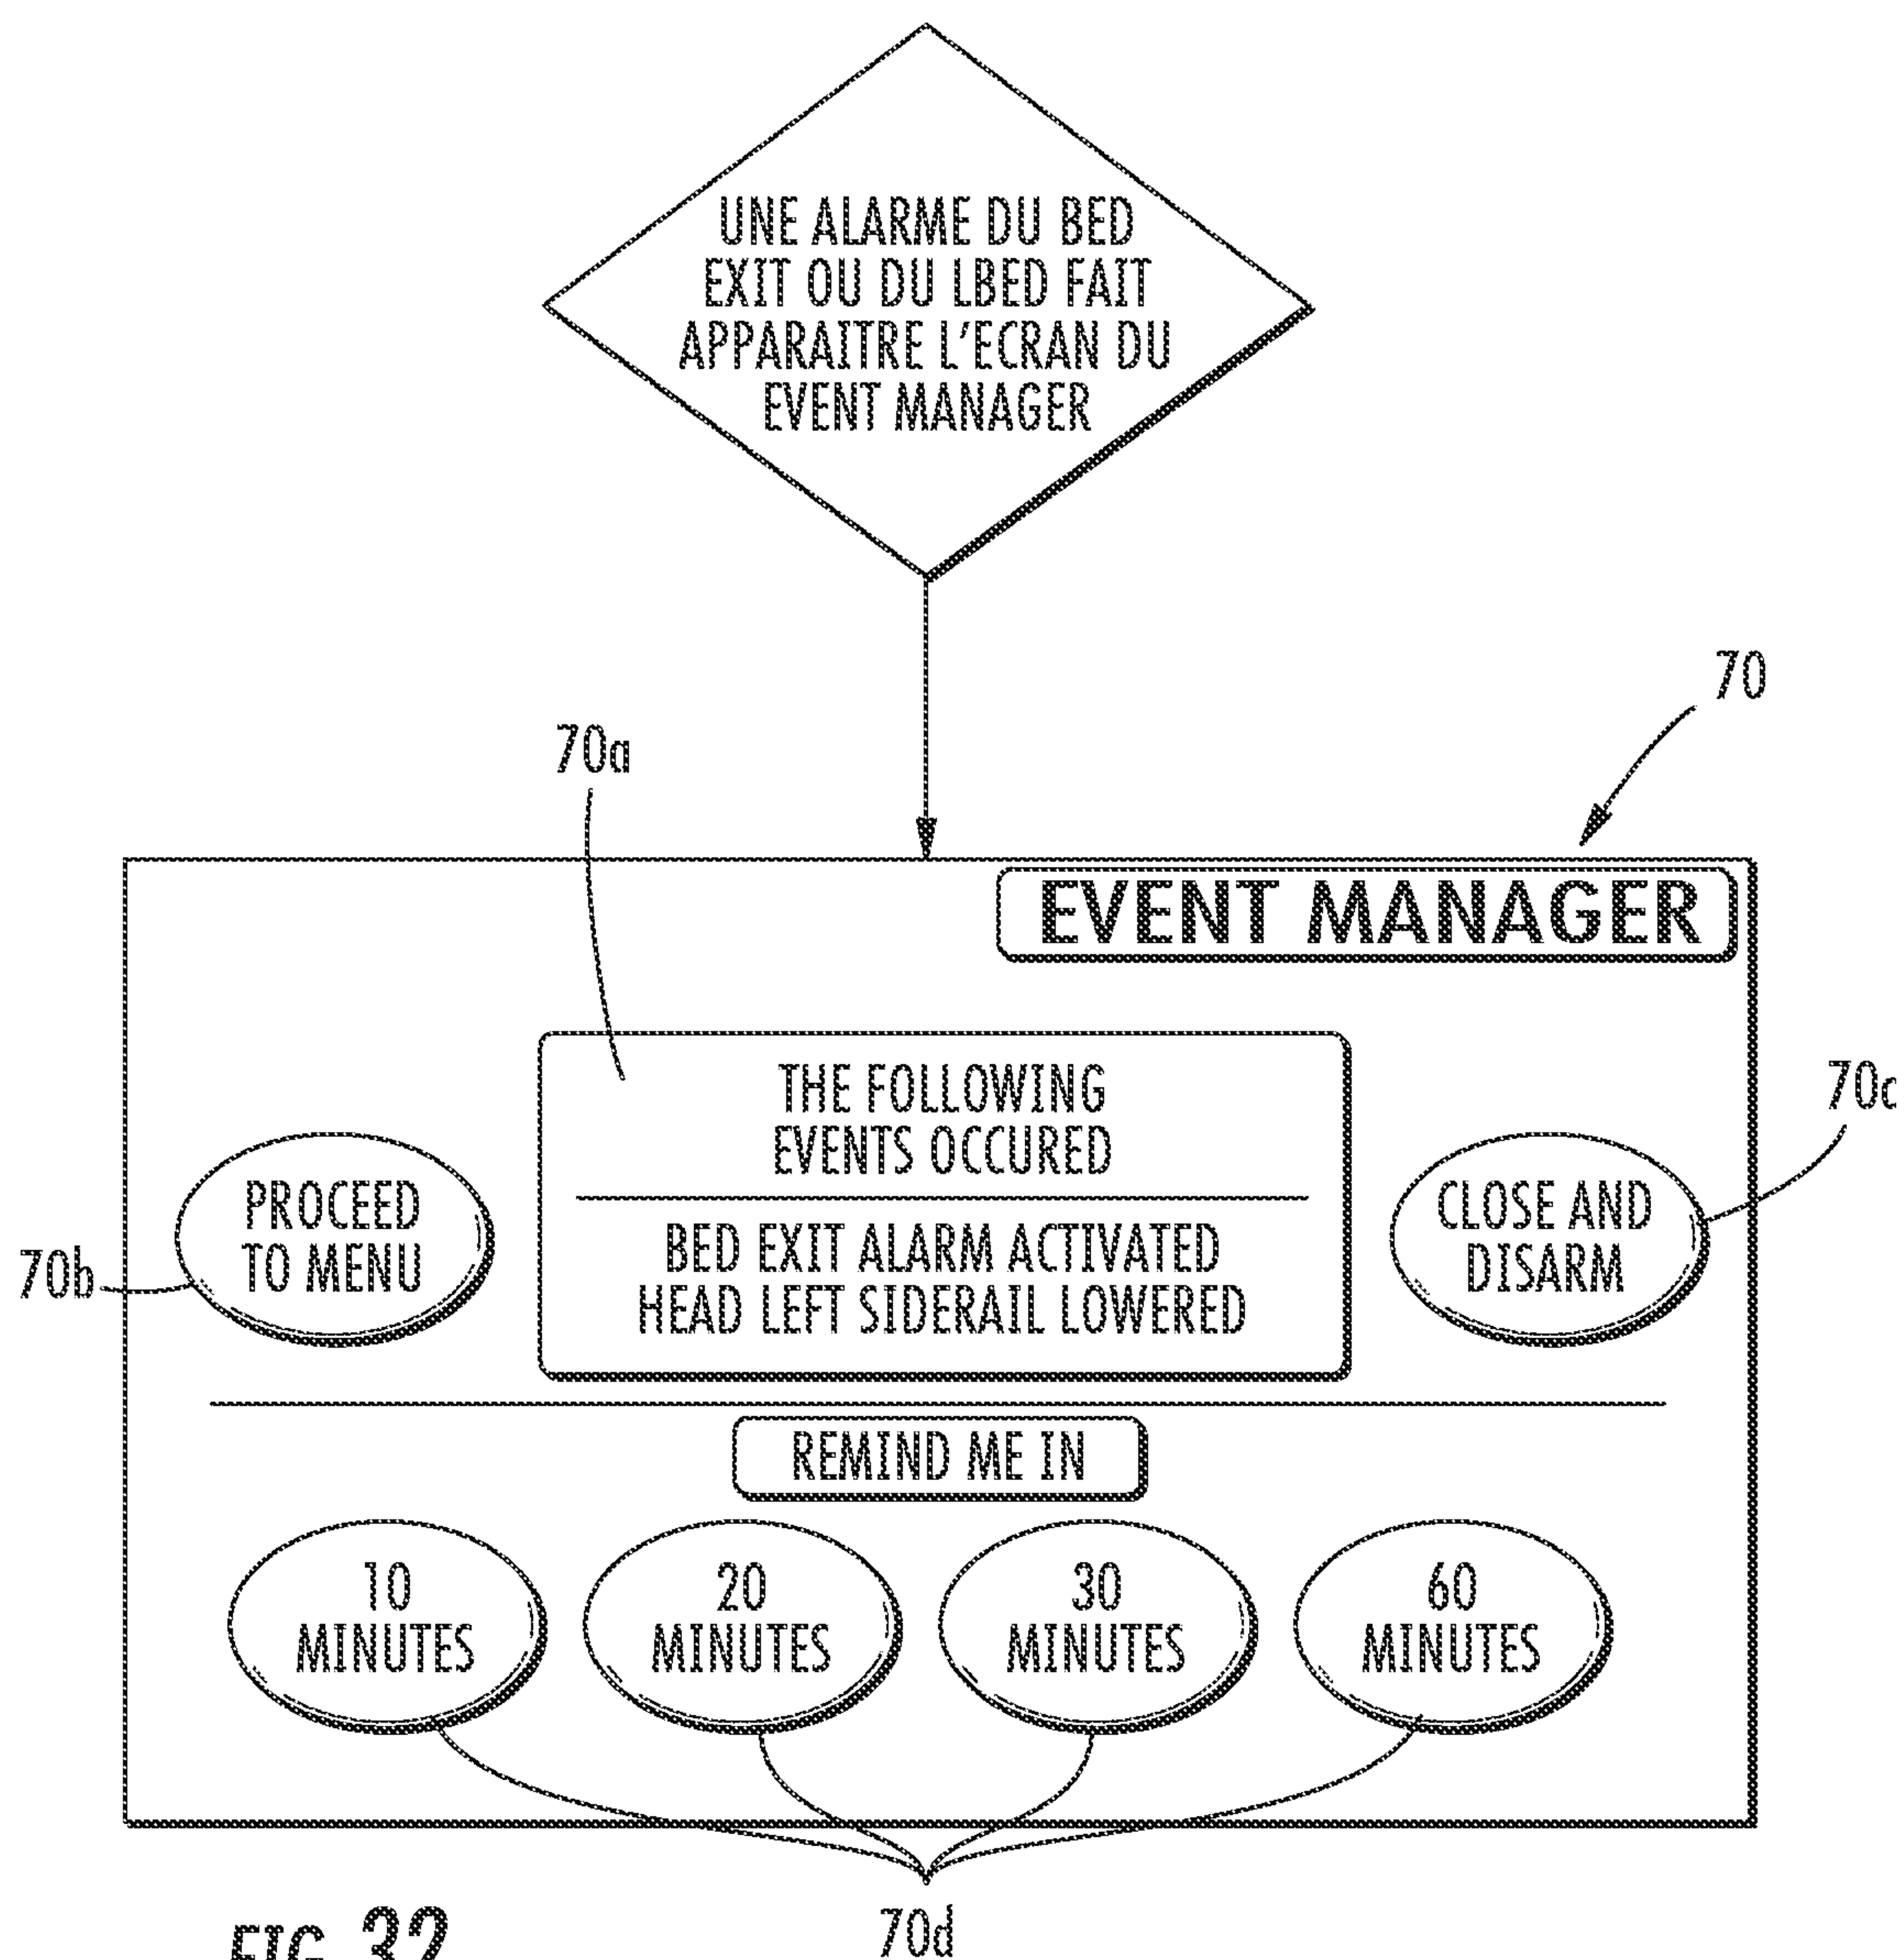 UNE ALARME DU BED
EXIT OU DU LBED FAIT
APPARAITRE L'ECRAN DU
EVENT MANAGER
70
70a
EVENT MANAGER
THE FOLLOWING
EVENTS OCCURED
70c
PROCEED
TO MENU
CLOSE AND
DISARM
BED EXIT ALARM ACTIVATED
HEAD LEFT SIDERAIL LOWERED
70b
REMIND ME IN
10
MINUTES
20
MINUTES
30
MINUTES
60
MINUTES
70d
FIG. 32